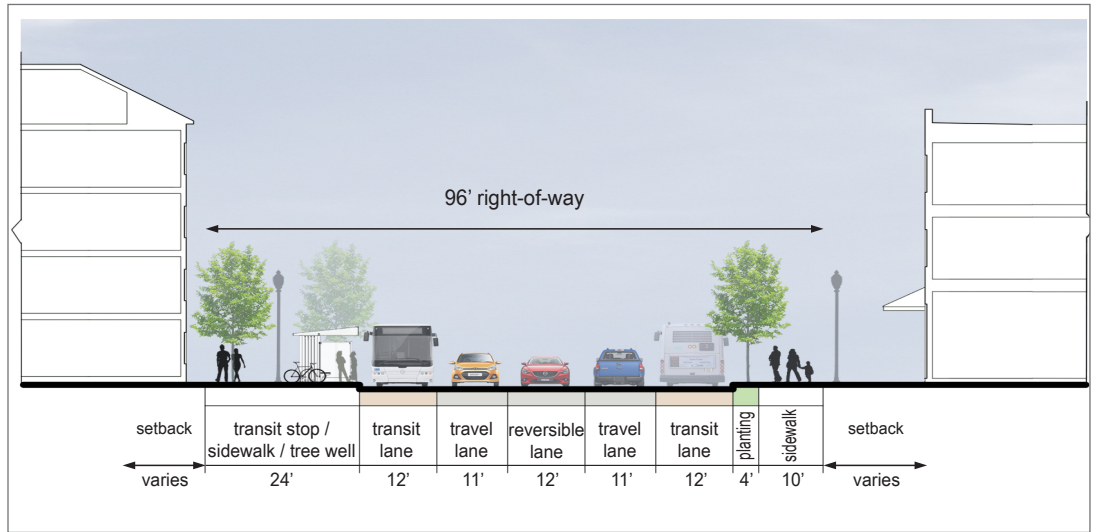 96’ right-of-way
setback
transit stop /
sidewalk / tree well
transit
lane
travel
lane
reversible
lane
travel
lane
transit
lane
planting
sidewalk
setback
varies
24’
12’
11’
12’
11’
12’
4’
10’
varies